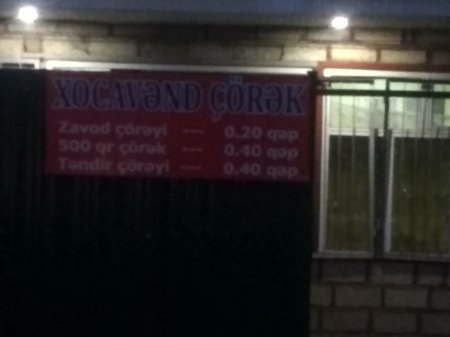 XOCAVƏND ÇÖRƏK
Zavod çörəyi --- 0.20 qəp
500 qr çörək --- 0.40 qəp
Təndir çörəyi --- 0.40 qəp